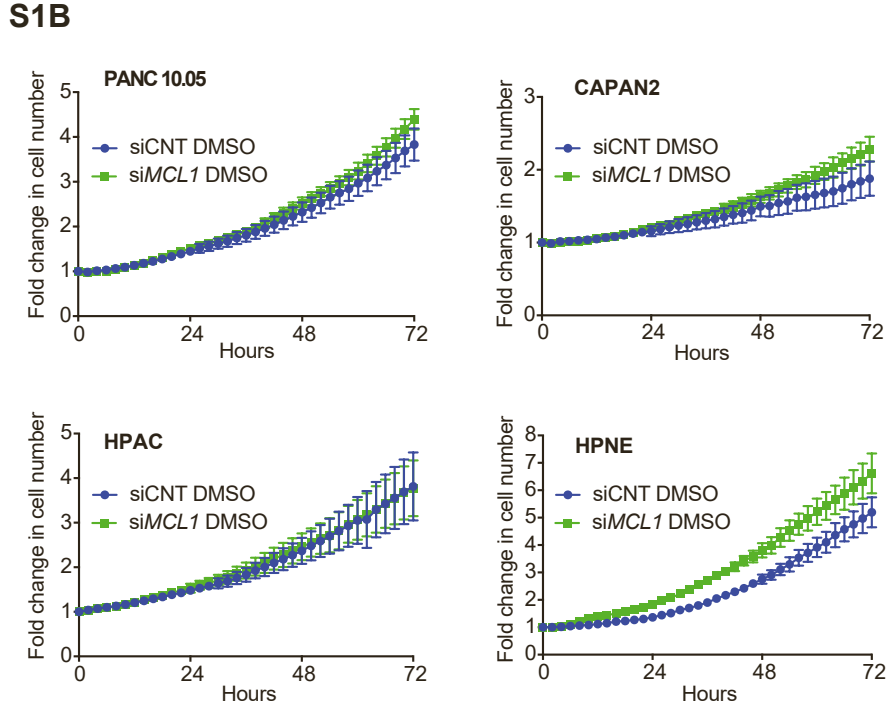 S1B
PANC 10.05
Fold change in cell number
5
4
3
2
1
0
siCNT DMSO
siMCL1 DMSO
0 24 48 72
Hours
CAPAN2
Fold change in cell number
3
2
1
0
siCNT DMSO
siMCL1 DMSO
0 24 48 72
Hours
HPAC
Fold change in cell number
5
4
3
2
1
0
siCNT DMSO
siMCL1 DMSO
0 24 48 72
Hours
HPNE
Fold change in cell number
8
7
6
5
4
3
2
1
0
siCNT DMSO
siMCL1 DMSO
0 24 48 72
Hours